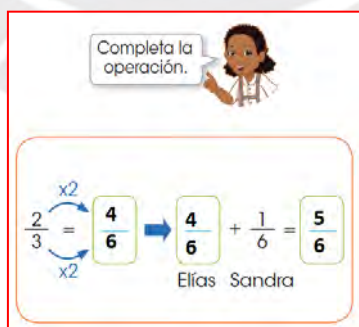 Completa la
operación.
x2
2/3 = 4/6 4/6 + 1/6 = 5/6
x2
Elías Sandra